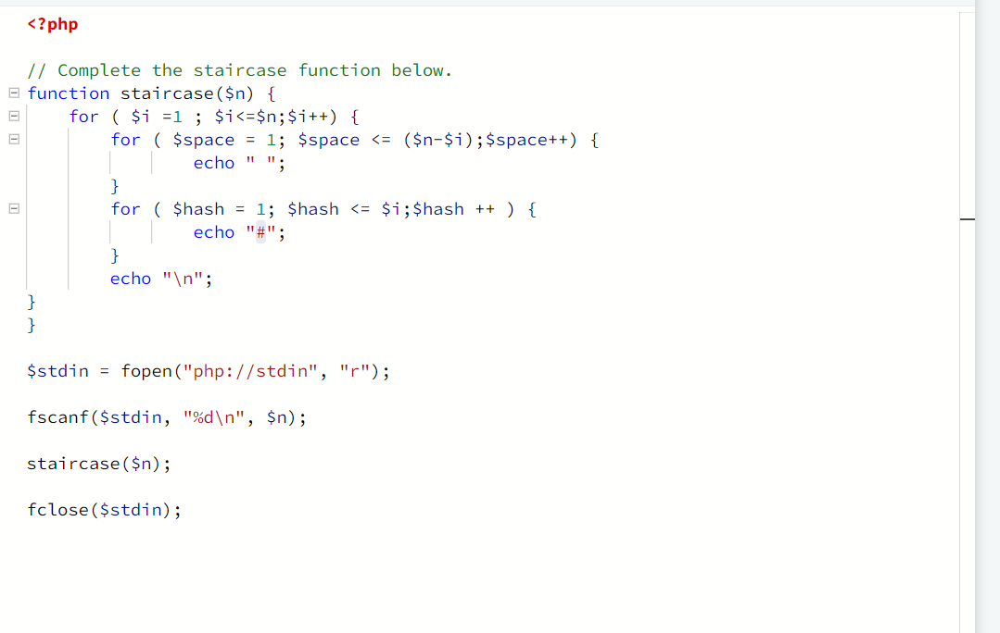 <?php

// Complete the staircase function below.
function staircase($n) {
    for ( $i =1 ; $i<=$n;$i++) {
        for ( $space = 1; $space <= ($n-$i);$space++) {
                echo " ";
        }
        for ( $hash = 1; $hash <= $i;$hash ++ ) {
                echo "#";
        }
        echo "\n";
}
}

$stdin = fopen("php://stdin", "r");

fscanf($stdin, "%d\n", $n);

staircase($n);

fclose($stdin);